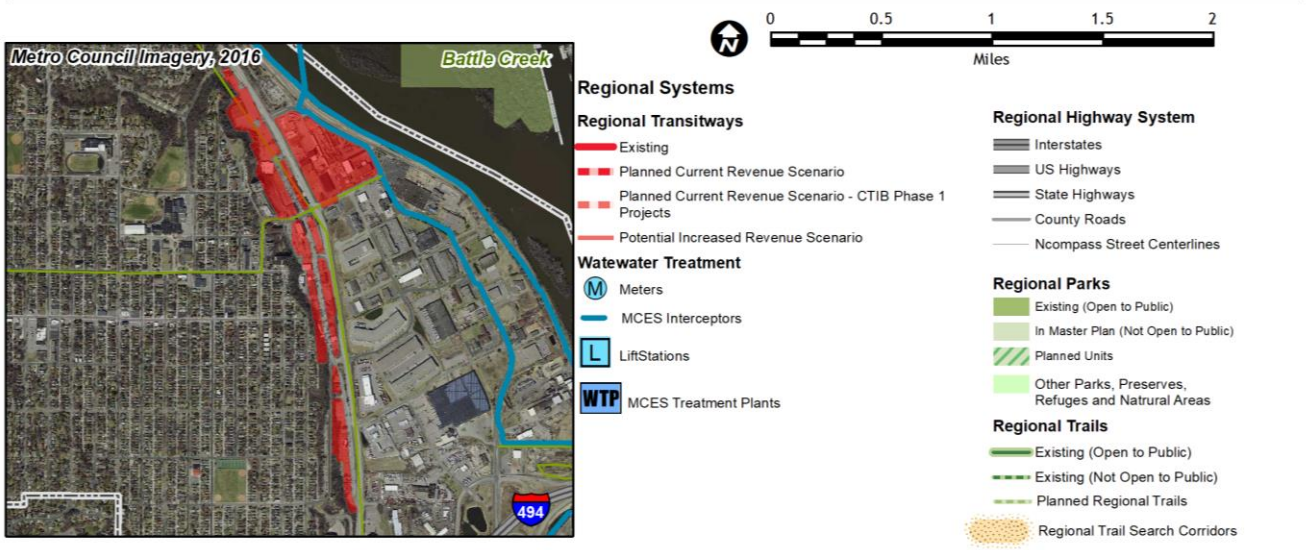 0 0.5 1 1.5 2
N
Miles
Metro Council Imagery, 2016
Battle Creek
494
Regional Systems
Regional Transitways
Existing
Planned Current Revenue Scenario
Planned Current Revenue Scenario - CTIB Phase 1
Projects
Potential Increased Revenue Scenario
Watewater Treatment
M Meters
MCES Interceptors
L LiftStations
WTP MCES Treatment Plants
Regional Highway System
Interstates
US Highways
State Highways
County Roads
Ncompass Street Centerlines
Regional Parks
Existing (Open to Public)
In Master Plan (Not Open to Public)
Planned Units
Other Parks, Preserves,
Refuges and Natrural Areas
Regional Trails
Existing (Open to Public)
Existing (Not Open to Public)
Planned Regional Trails
Regional Trail Search Corridors